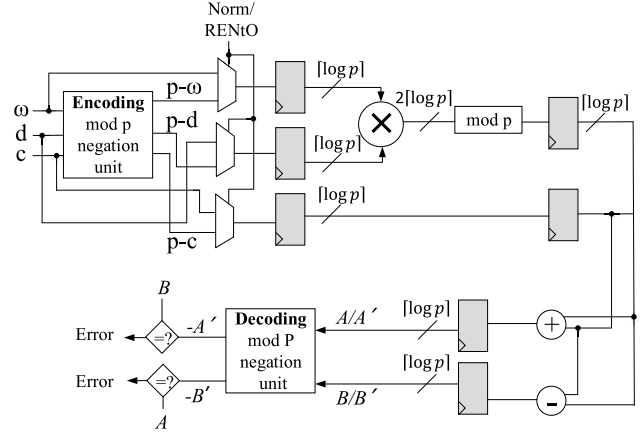 Norm/
RENtO
⌈log p⌉
p-ω
ω
Encoding
mod p
negation
unit
2⌈log p⌉
⌈log p⌉
×
mod p
p-d
d
c
⌈log p⌉
⌈log p⌉
p-c
B
Decoding
mod P
negation
unit
A/A′
⌈log p⌉
-A′
Error
=?
+
⌈log p⌉
Error
=?
-B′
B/B′
-
A